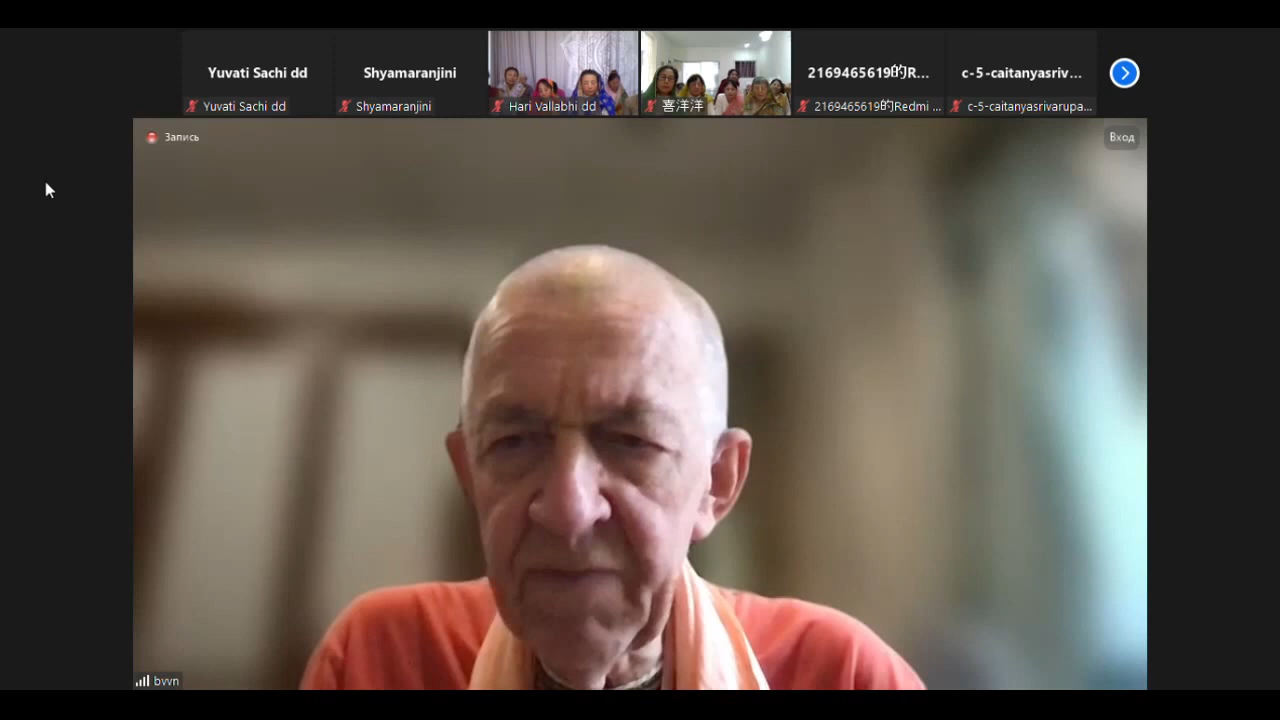 Yuvati Sachi dd
Shyamaranjini
2169465619的R...
c-5-caitanyasriv...
Yuvati Sachi dd
Shyamaranjini
Hari Vallabhi dd
喜洋洋
2169465619的Redmi ...
c-5-caitanyasrivarupa...
Запись
Вход
bvvn